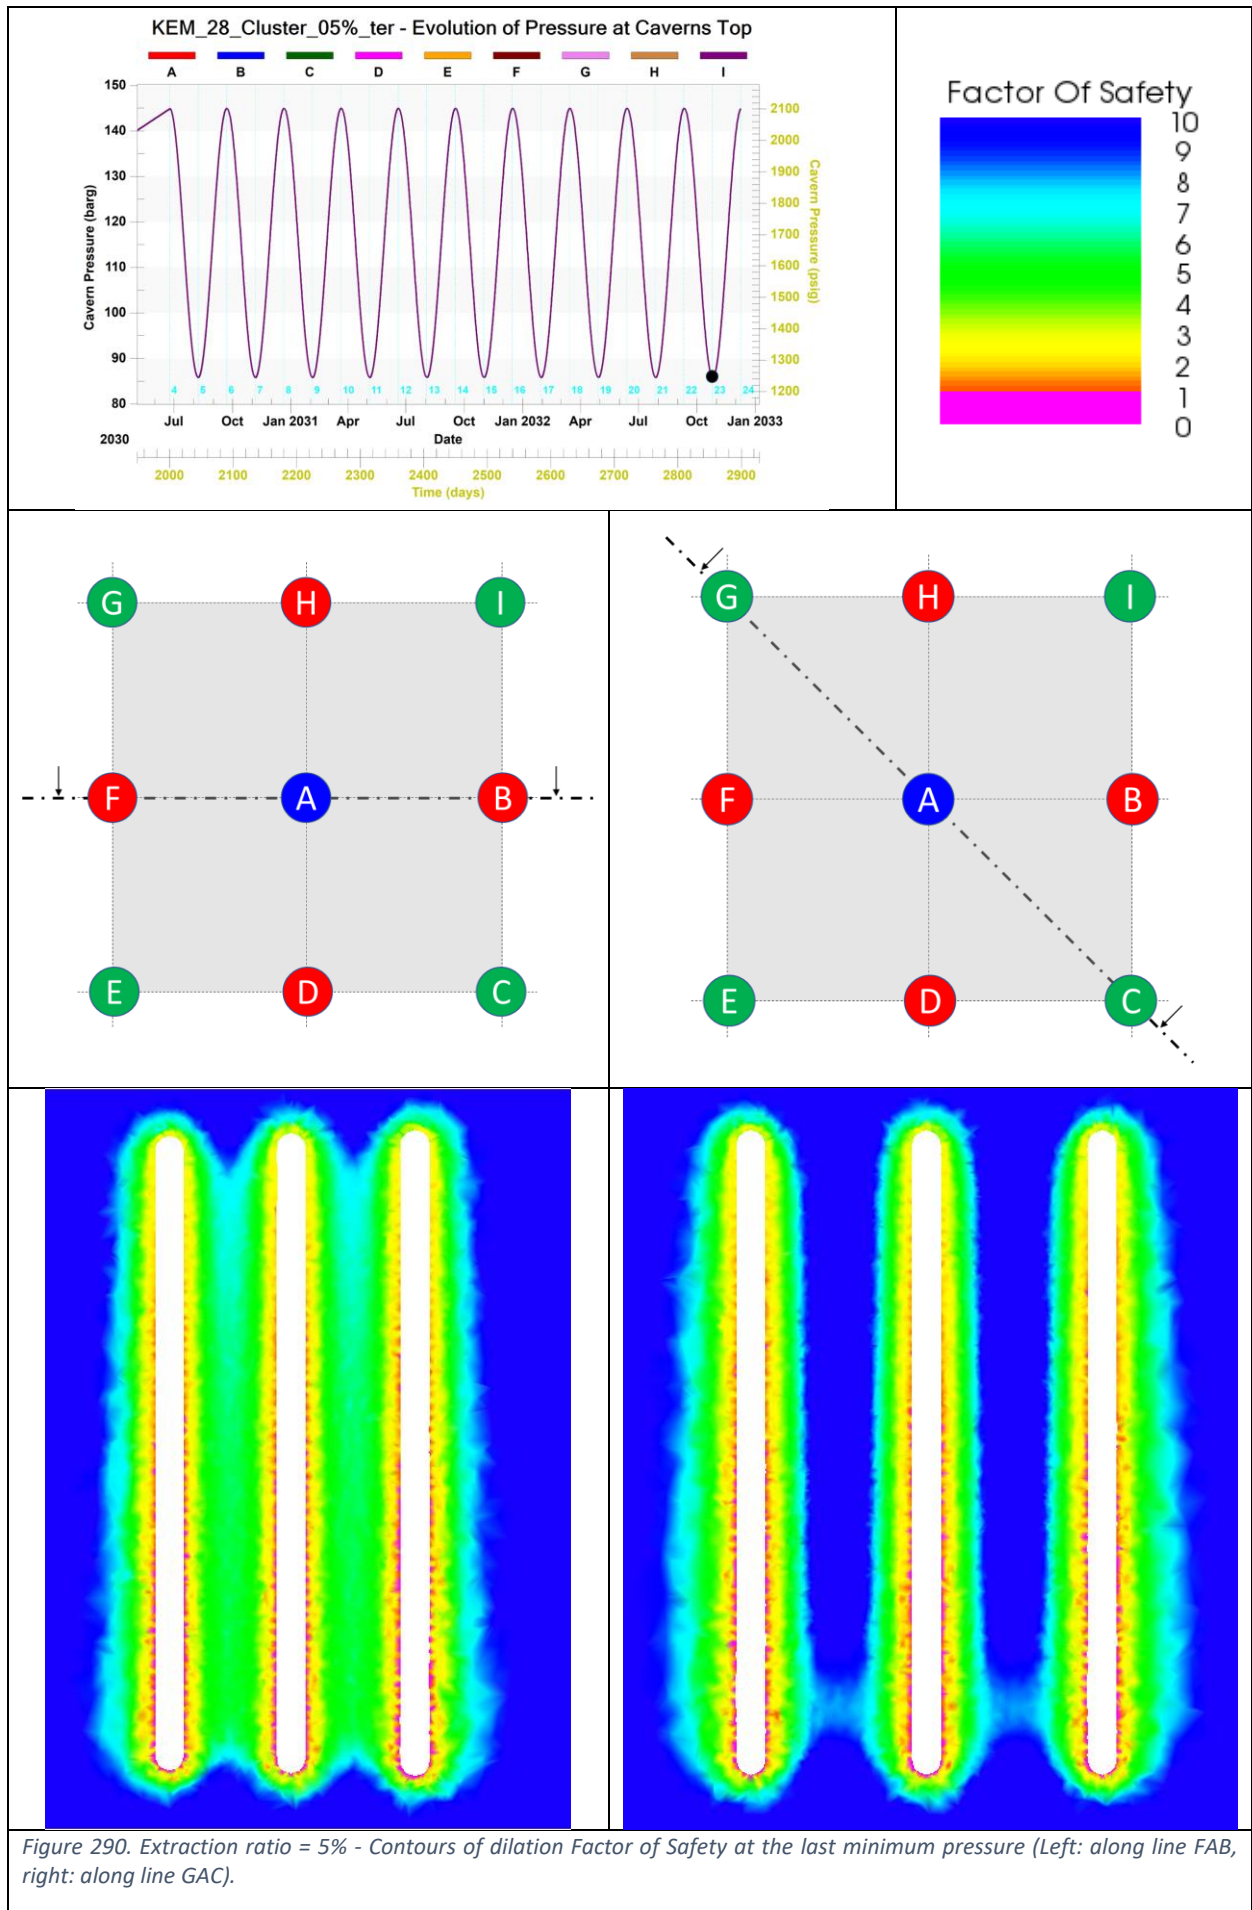 KEM_28_Cluster_05%_ter - Evolution of Pressure at Caverns Top
A B C D E F G H I
150
140
130
120
110
100
90
80
Cavern Pressure (barg)
2100
2000
1900
1800
1700
1600
1500
1400
1300
1200
Cavern Pressure (psig)
4 5 6 7 8 9 10 11 12 13 14 15 16 17 18 19 20 21 22 23 24
Jul Oct Jan 2031 Apr Jul Oct Jan 2032 Apr Jul Oct Jan 2033
2030
Date
2000 2100 2200 2300 2400 2500 2600 2700 2800 2900
Time (days)
Factor Of Safety
10
9
8
7
6
5
4
3
2
1
0
G H I
F A B
E D C
G H I
F A B
E D C
Figure 290. Extraction ratio = 5% - Contours of dilation Factor of Safety at the last minimum pressure (Left: along line FAB,
right: along line GAC).